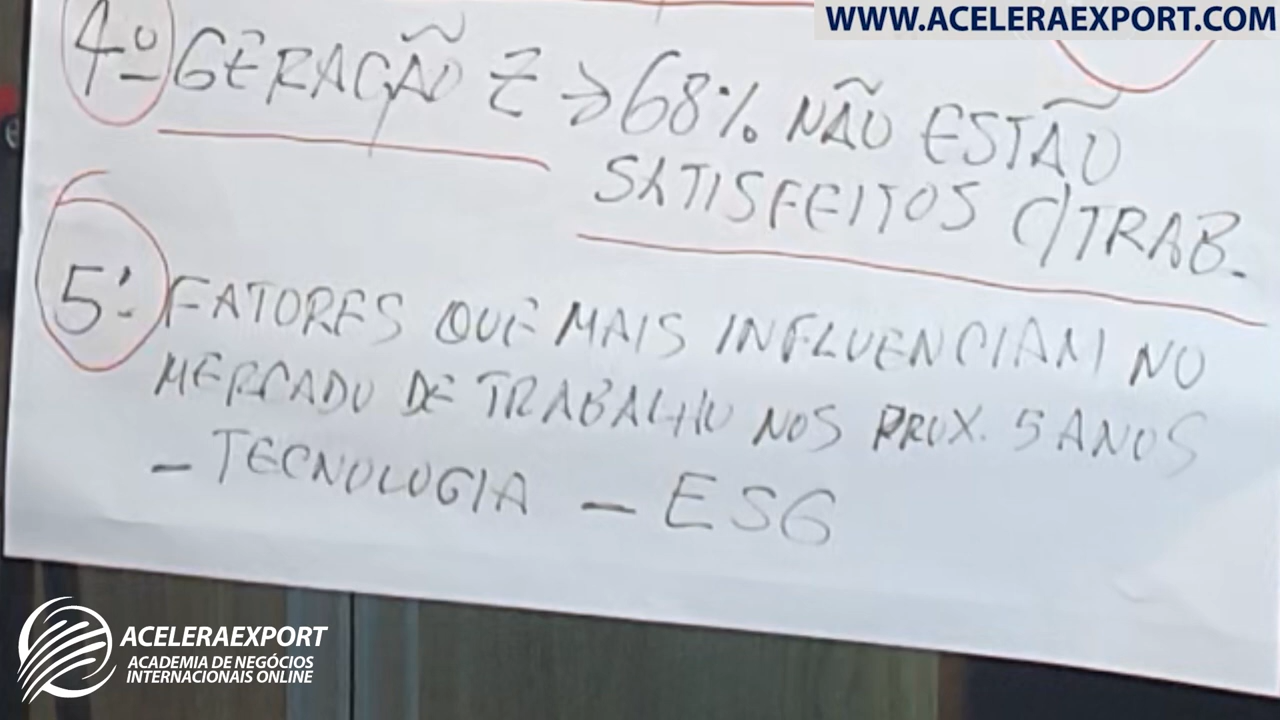 WWW.ACELERAEXPORT.COM
4º GERAÇÃO Z → 68% NÃO ESTÃO
SATISFEITOS C/ TRAB.
5º FATORES QUE MAIS INFLUENCIAM NO
MERCADO DE TRABALHO NOS PROX. 5 ANOS
- TECNOLOGIA - ESG
ACELERAEXPORT
ACADEMIA DE NEGÓCIOS
INTERNACIONAIS ONLINE